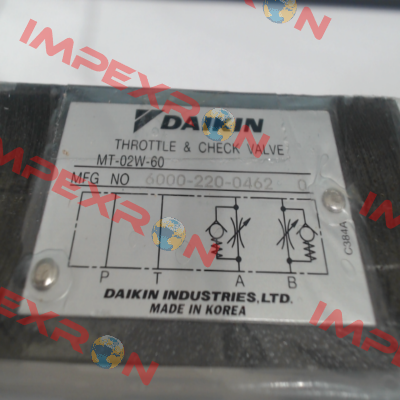 DAIKIN
THROTTLE & CHECK VALVE
MT-02W-60
MFG NO 6000-220-0462 0
P T A B
C384A
DAIKIN INDUSTRIES,LTD.
MADE IN KOREA
IMPEXRON
IMPEXRON
IMPEXRON
IMPEXRON